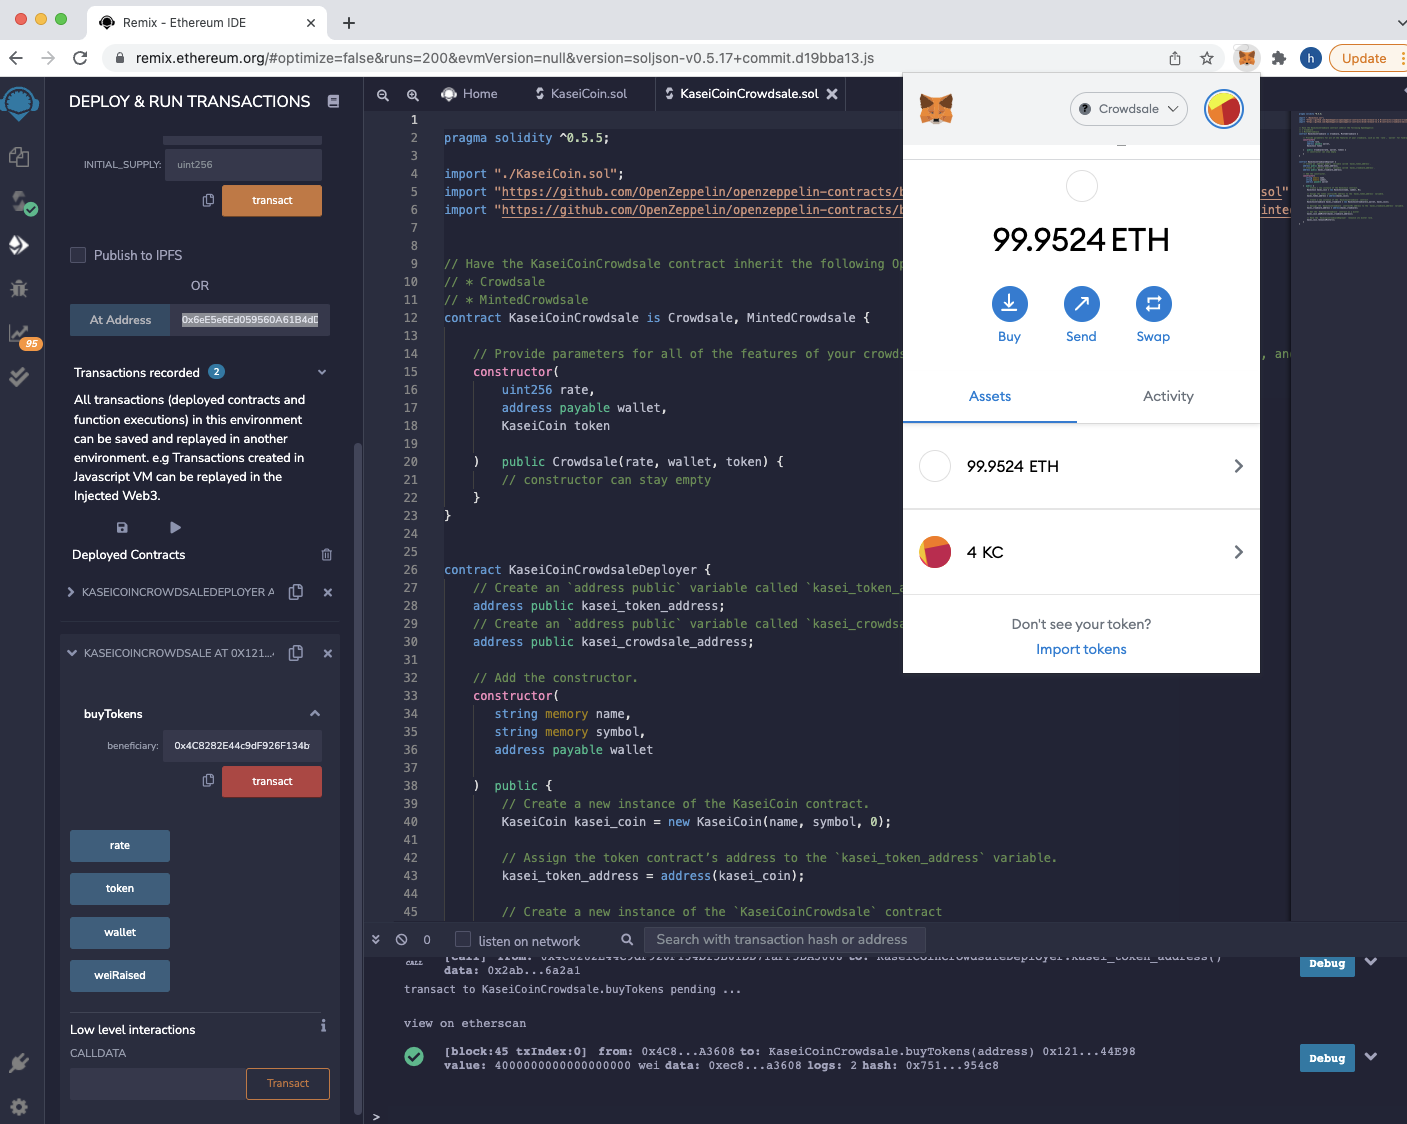 Remix - Ethereum IDE
remix.ethereum.org/#optimize=false&runs=200&evmVersion=null&version=soljson-v0.5.17+commit.d19bba13.js
h
Update
DEPLOY & RUN TRANSACTIONS
INITIAL_SUPPLY: uint256
transact
Publish to IPFS
OR
At Address 0x6eE5e6Ed059560A61B4dD
95
Transactions recorded 2
All transactions (deployed contracts and
function executions) in this environment
can be saved and replayed in another
environment. e.g Transactions created in
Javascript VM can be replayed in the
Injected Web3.
Deployed Contracts
KASEICOINCROWDSALEDEPLOYER A
KASEICOINCROWDSALE AT 0X121...
buyTokens
beneficiary: 0x4C8282E44c9dF926F134b
transact
rate
token
wallet
weiRaised
Low level interactions
CALLDATA
Transact
Home
KaseiCoin.sol
KaseiCoinCrowdsale.sol
1
2 pragma solidity ^0.5.5;
3
4 import "./KaseiCoin.sol";
5 import "https://github.com/OpenZeppelin/openzeppelin-contracts/b sol"
6 import "https://github.com/OpenZeppelin/openzeppelin-contracts/b inte
7
8
9 // Have the KaseiCoinCrowdsale contract inherit the following Op
10 // * Crowdsale
11 // * MintedCrowdsale
12 contract KaseiCoinCrowdsale is Crowdsale, MintedCrowdsale {
13
14 // Provide parameters for all of the features of your crowds , an
15 constructor(
16 uint256 rate,
17 address payable wallet,
18 KaseiCoin token
19
20 ) public Crowdsale(rate, wallet, token) {
21 // constructor can stay empty
22 }
23 }
24
25
26 contract KaseiCoinCrowdsaleDeployer {
27 // Create an `address public` variable called `kasei_token_a
28 address public kasei_token_address;
29 // Create an `address public` variable called `kasei_crowdsa
30 address public kasei_crowdsale_address;
31
32 // Add the constructor.
33 constructor(
34 string memory name,
35 string memory symbol,
36 address payable wallet
37
38 ) public {
39 // Create a new instance of the KaseiCoin contract.
40 KaseiCoin kasei_coin = new KaseiCoin(name, symbol, 0);
41
42 // Assign the token contract’s address to the `kasei_token_address` variable.
43 kasei_token_address = address(kasei_coin);
44
45 // Create a new instance of the `KaseiCoinCrowdsale` contract
Crowdsale
99.9524 ETH
Buy
Send
Swap
Assets
Activity
99.9524 ETH
4 KC
Don't see your token?
Import tokens
0
listen on network
Search with transaction hash or address
data: 0x2ab...6a2a1
Debug
transact to KaseiCoinCrowdsale.buyTokens pending ...
view on etherscan
[block:45 txIndex:0] from: 0x4C8...A3608 to: KaseiCoinCrowdsale.buyTokens(address) 0x121...44E98
value: 4000000000000000000 wei data: 0xec8...a3608 logs: 2 hash: 0x751...954c8
Debug
>